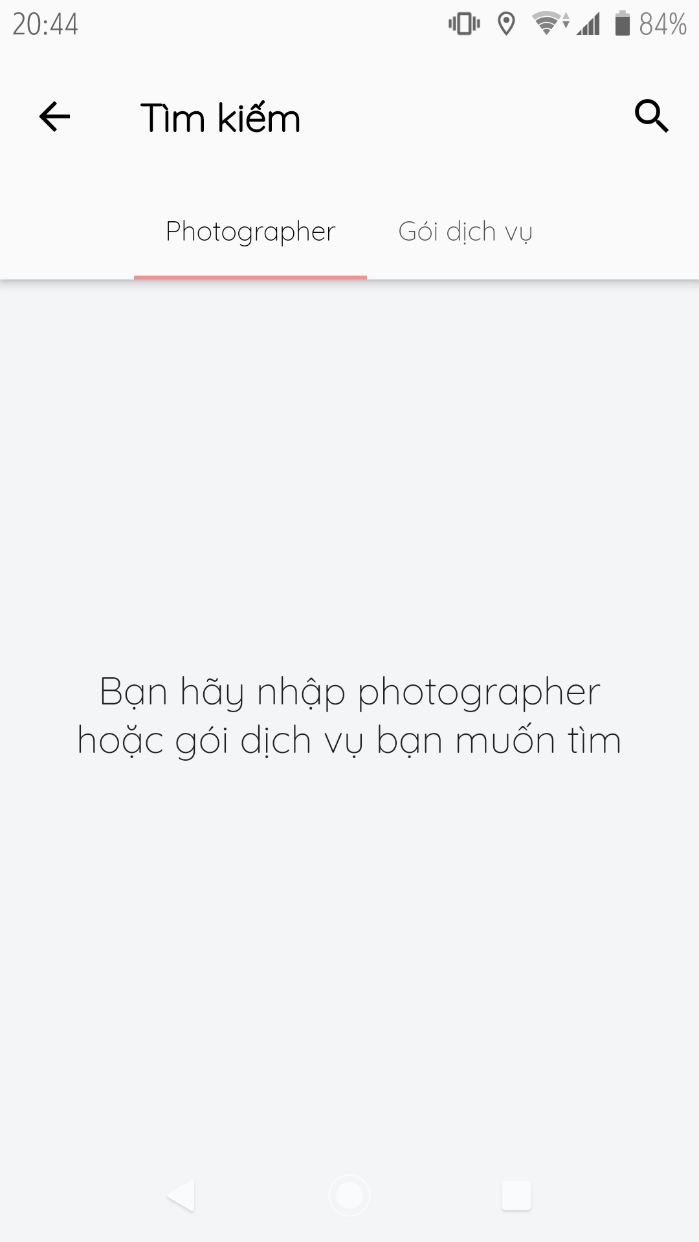 20:44 84%
Tìm kiếm
Photographer Gói dịch vụ
Bạn hãy nhập photographer
hoặc gói dịch vụ bạn muốn tìm